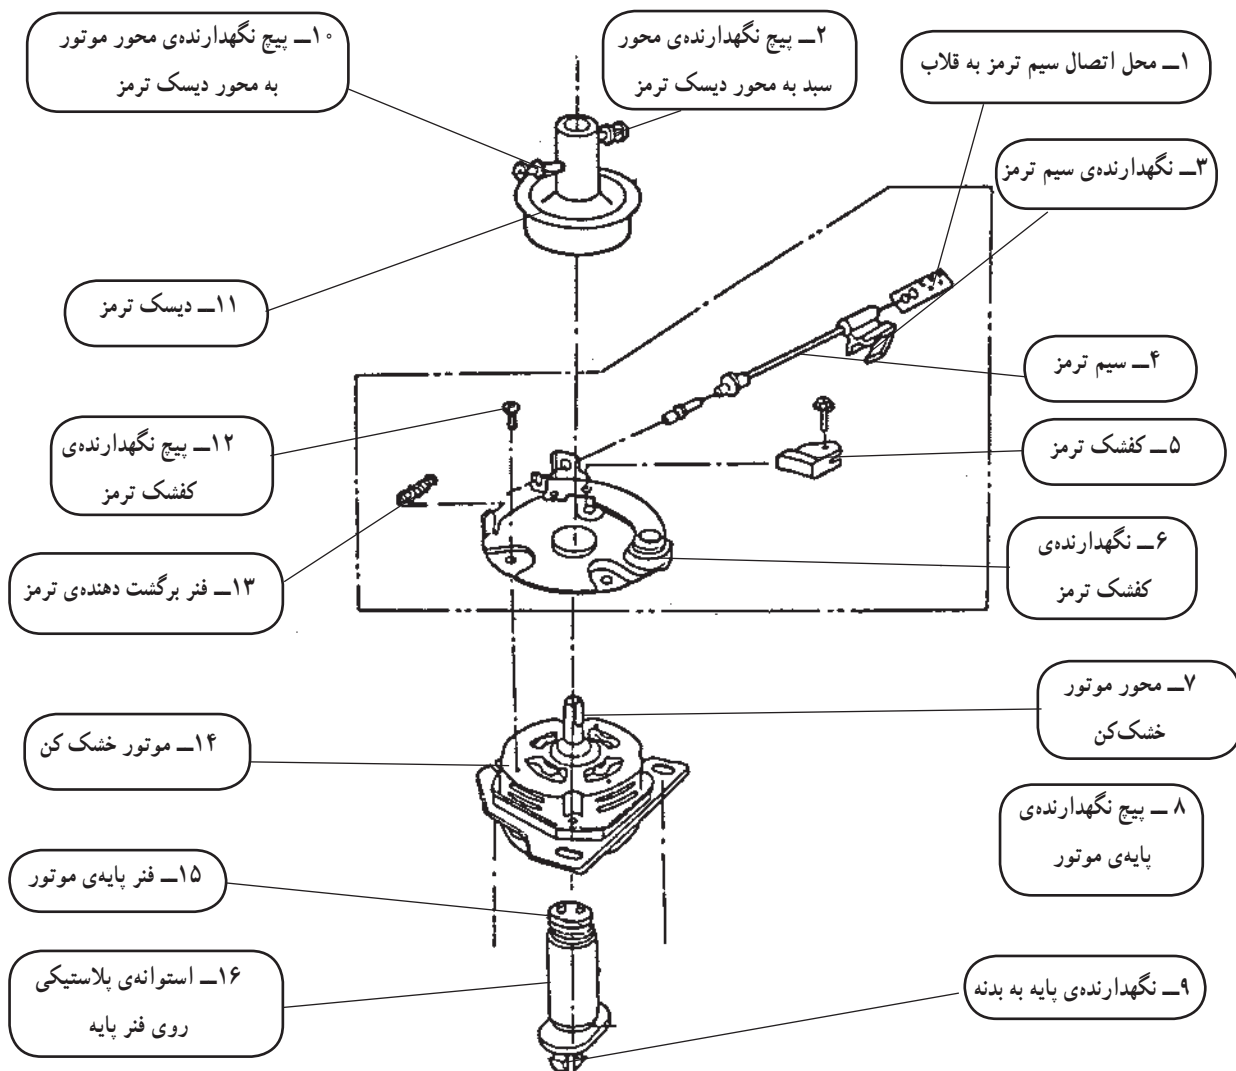 ۱ــ محل اتصال سیم ترمز به قلاب
۲ــ پیچ نگهدارنده‌ی محور
سبد به محور دیسک ترمز
۳ــ نگهدارنده‌ی سیم ترمز
۴ــ سیم ترمز
۵ــ کفشک ترمز
۶ــ نگهدارنده‌ی
کفشک ترمز
۷ــ محور موتور
خشک‌کن
۸ ــ پیچ نگهدارنده‌ی
پایه‌ی موتور
۹ــ نگهدارنده‌ی پایه به بدنه
۱۰ــ پیچ نگهدارنده‌ی محور موتور
به محور دیسک ترمز
۱۱ــ دیسک ترمز
۱۲ــ پیچ نگهدارنده‌ی
کفشک ترمز
۱۳ــ فنر برگشت دهنده‌ی ترمز
۱۴ــ موتور خشک کن
۱۵ــ فنر پایه‌ی موتور
۱۶ــ استوانه‌ی پلاستیکی
روی فنر پایه